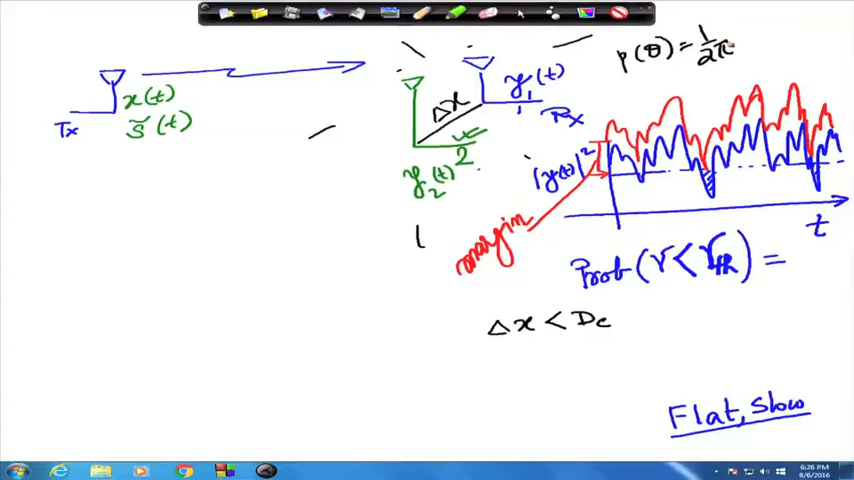 p(θ) = 1/2π
x(t)
s̃(t)
Tx
Δx
y₁(t)
1
Rx
2
y₂(t)
|y(t)|²
margin
t
Prob(γ < γth) =
Δx < Dc
Flat, Slow
6:26 PM
8/6/2016